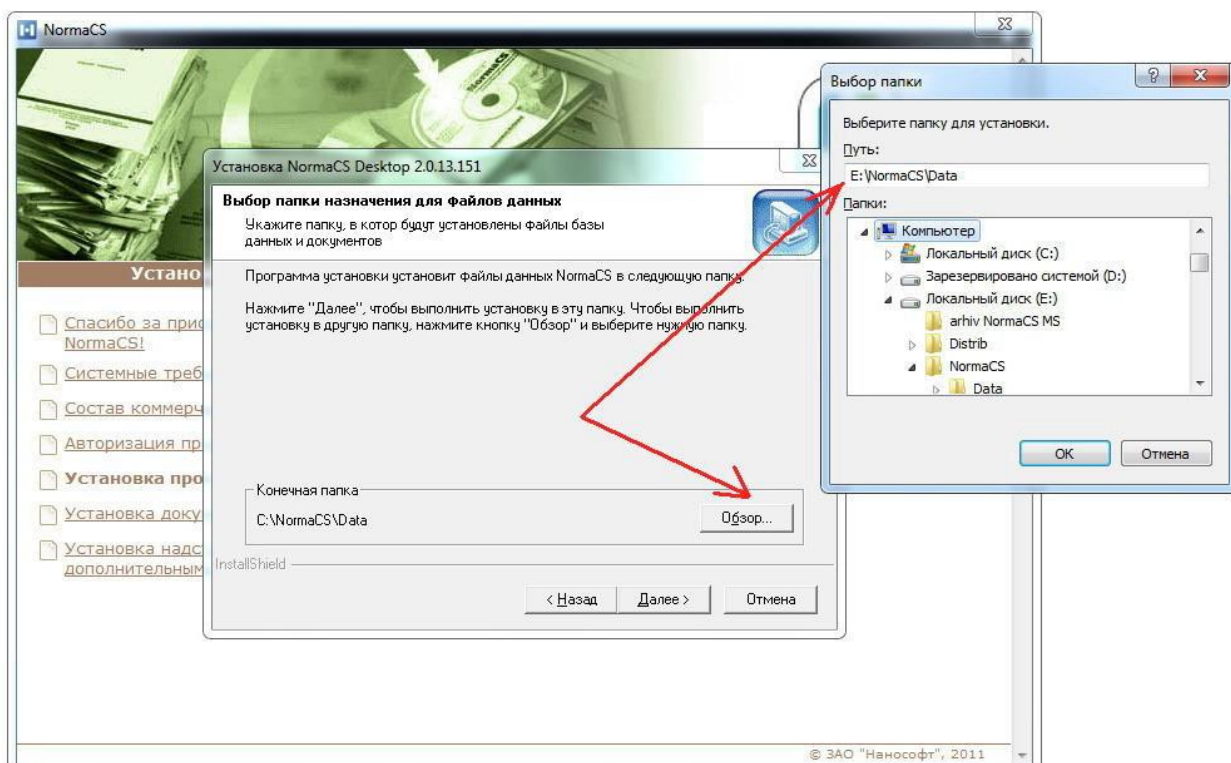 NormaCS
Установка NormaCS Desktop 2.0.13.151
Выбор папки назначения для файлов данных
Укажите папку, в котор будут установлены файлы базы
данных и документов
Программа установки установит файлы данных NormaCS в следующую папку.
Нажмите "Далее", чтобы выполнить установку в эту папку. Чтобы выполнить
установку в другую папку, нажмите кнопку "Обзор" и выберите нужную папку.
Конечная папка
C:\NormaCS\Data
Обзор...
InstallShield
< Назад
Далее >
Отмена
Выбор папки
Выберите папку для установки.
Путь:
E:\NormaCS\Data
Папки:
Компьютер
Локальный диск (C:)
Зарезервировано системой (D:)
Локальный диск (E:)
arhiv NormaCS MS
Distrib
NormaCS
Data
OK
Отмена
Устано
Спасибо за при
NormaCS!
Системные треб
Состав коммерч
Авторизация пр
Установка про
Установка доку
Установка надс
дополнительным
© ЗАО "Нанософт", 2011